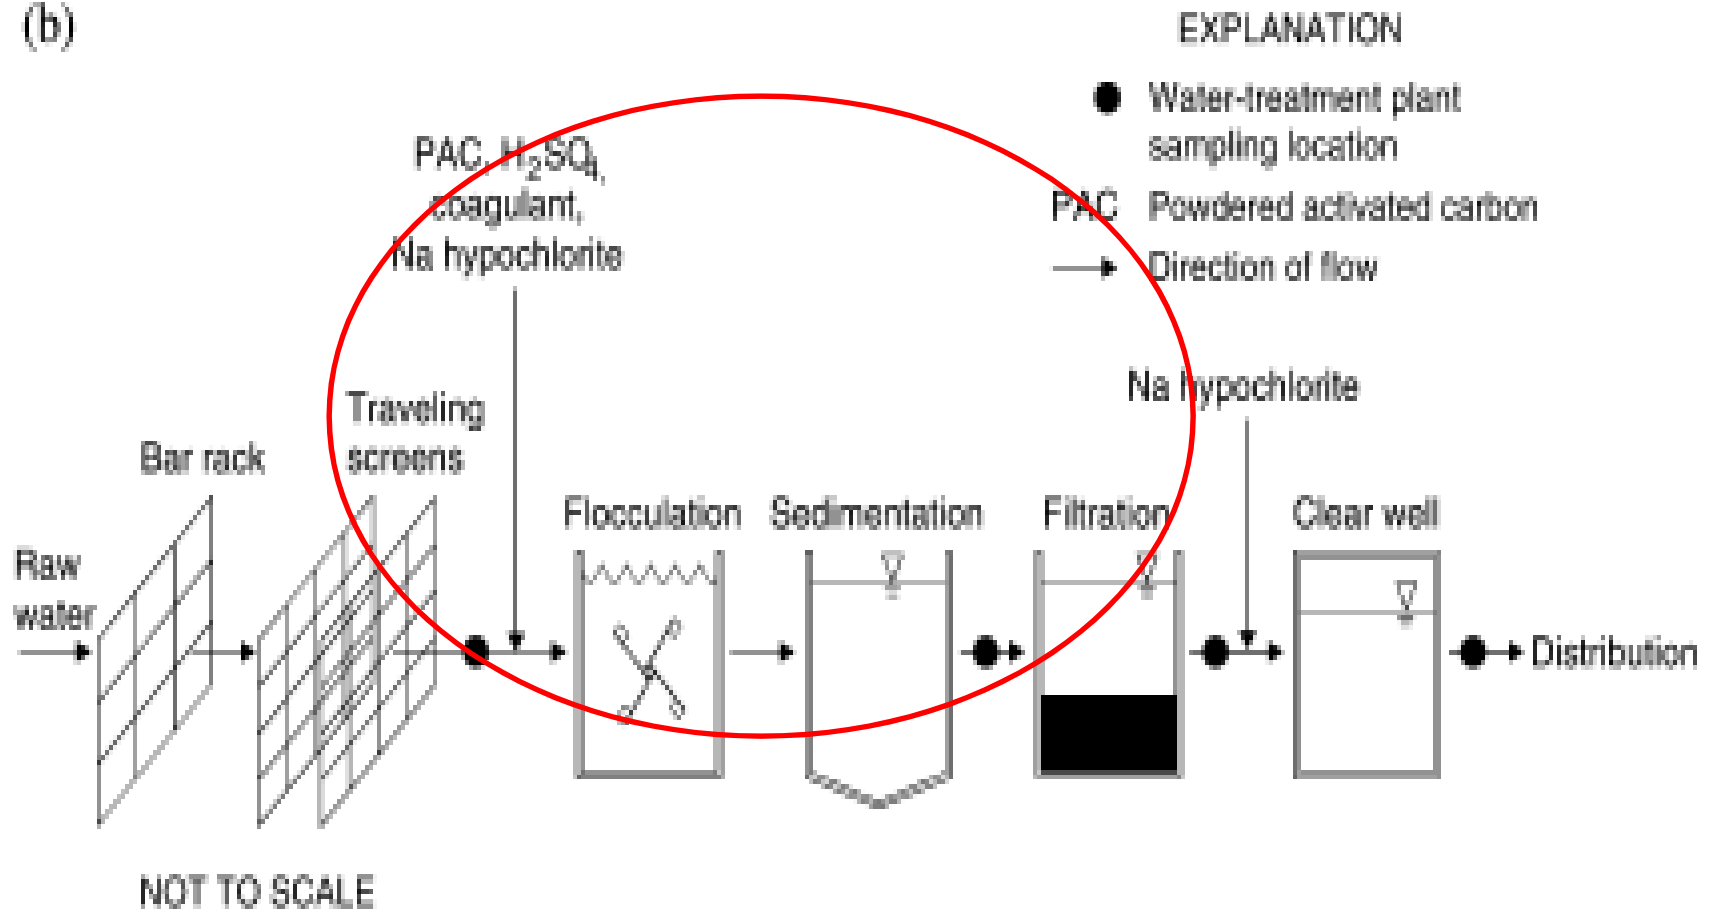 (b)
EXPLANATION
Water-treatment plant
sampling location
PAC Powdered activated carbon
Direction of flow
PAC, H₂SO₄,
coagulant,
Na hypochlorite
Na hypochlorite
Traveling
screens
Bar rack
Flocculation
Sedimentation
Filtration
Clear well
Raw
water
Distribution
NOT TO SCALE